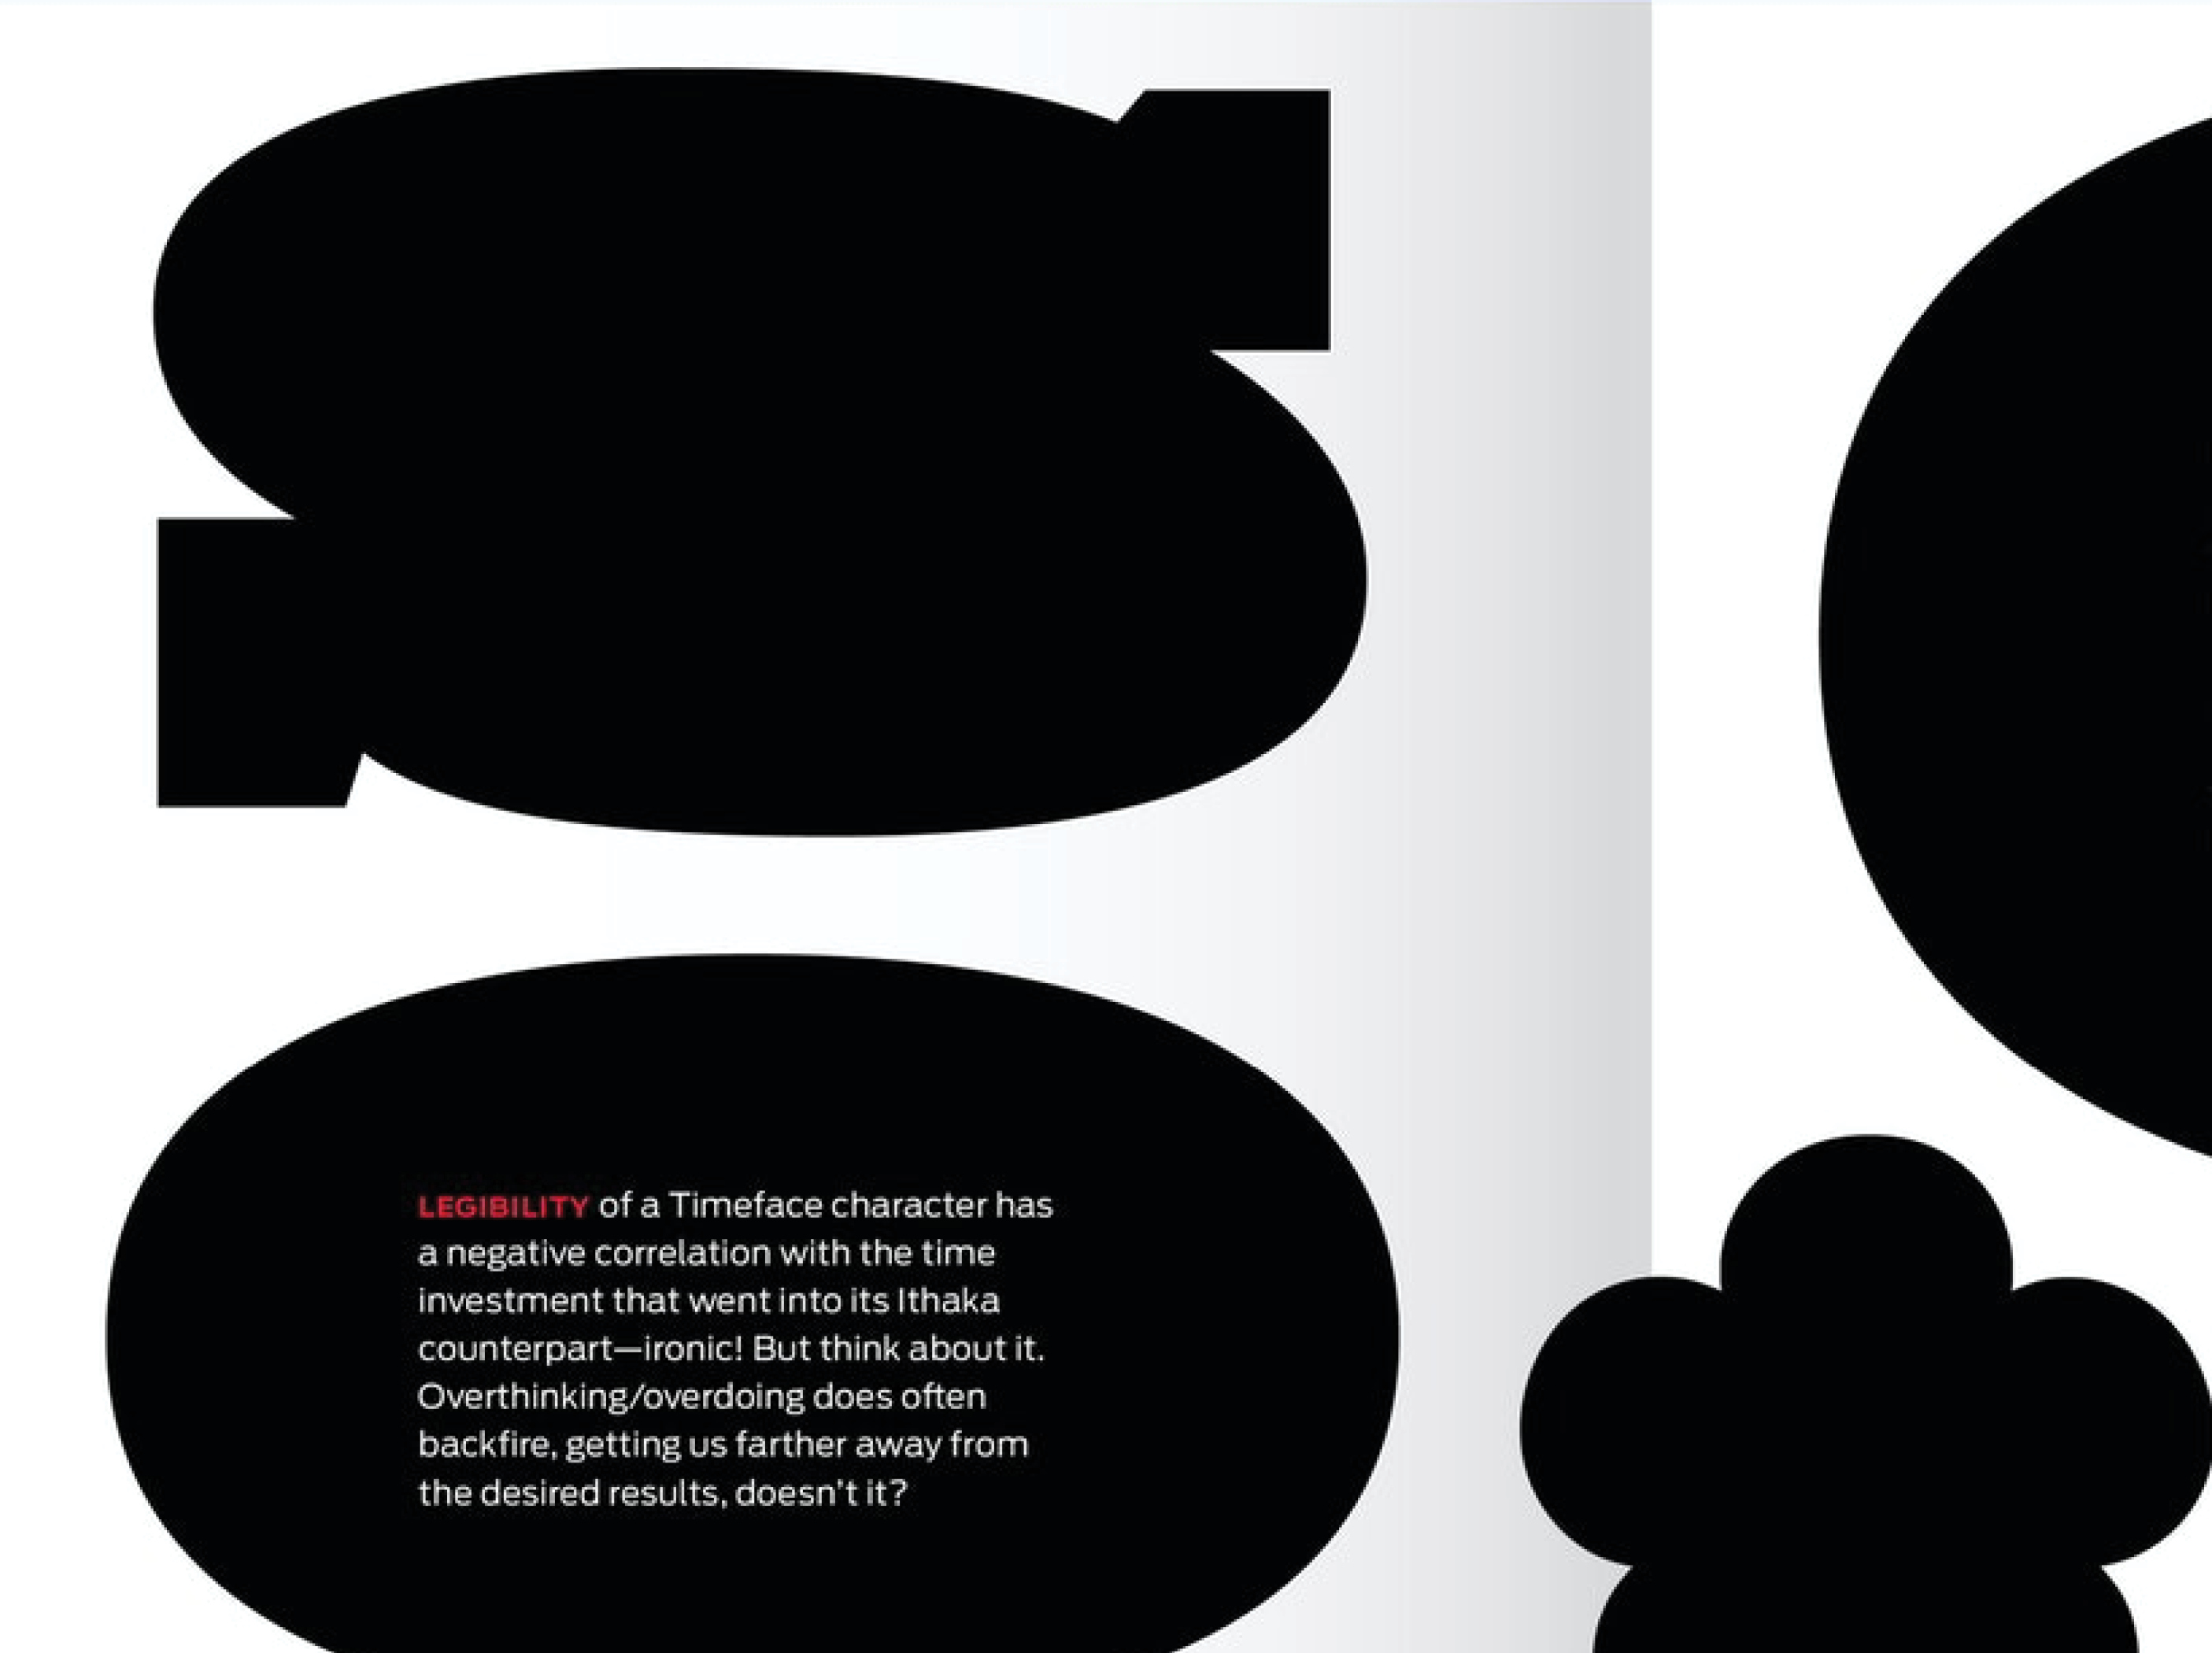 LEGIBILITY of a Timeface character has
a negative correlation with the time
investment that went into its Ithaka
counterpart—ironic! But think about it.
Overthinking/overdoing does often
backfire, getting us farther away from
the desired results, doesn't it?